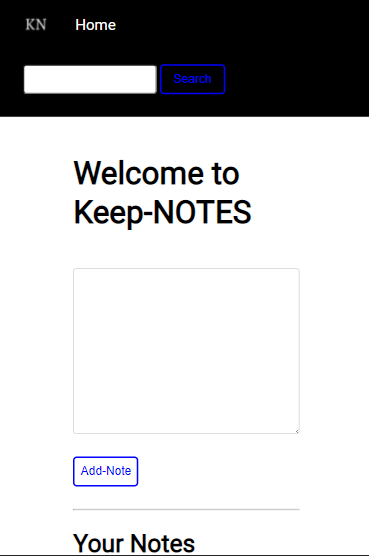 KN
Home
Search
Welcome to
Keep-NOTES
Add-Note
Your Notes